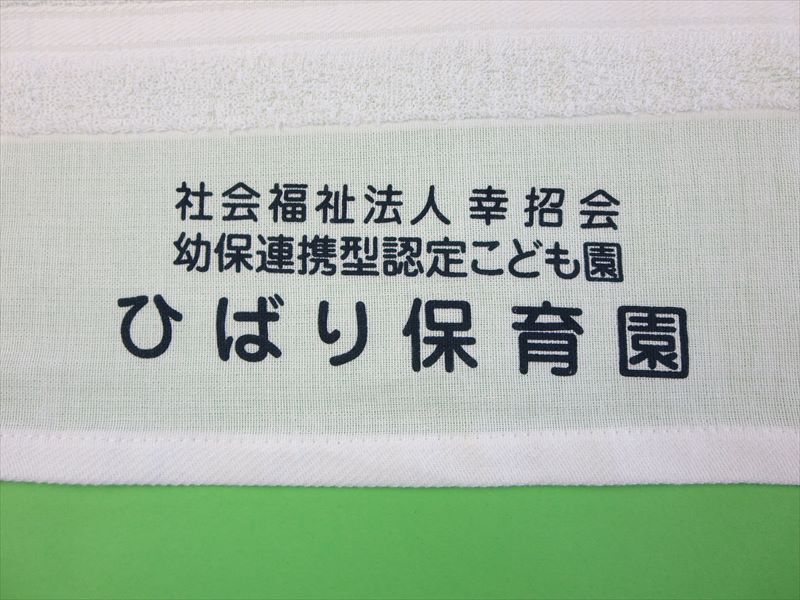 社会福祉法人 幸招会
幼保連携型認定こども園
ひばり保育園